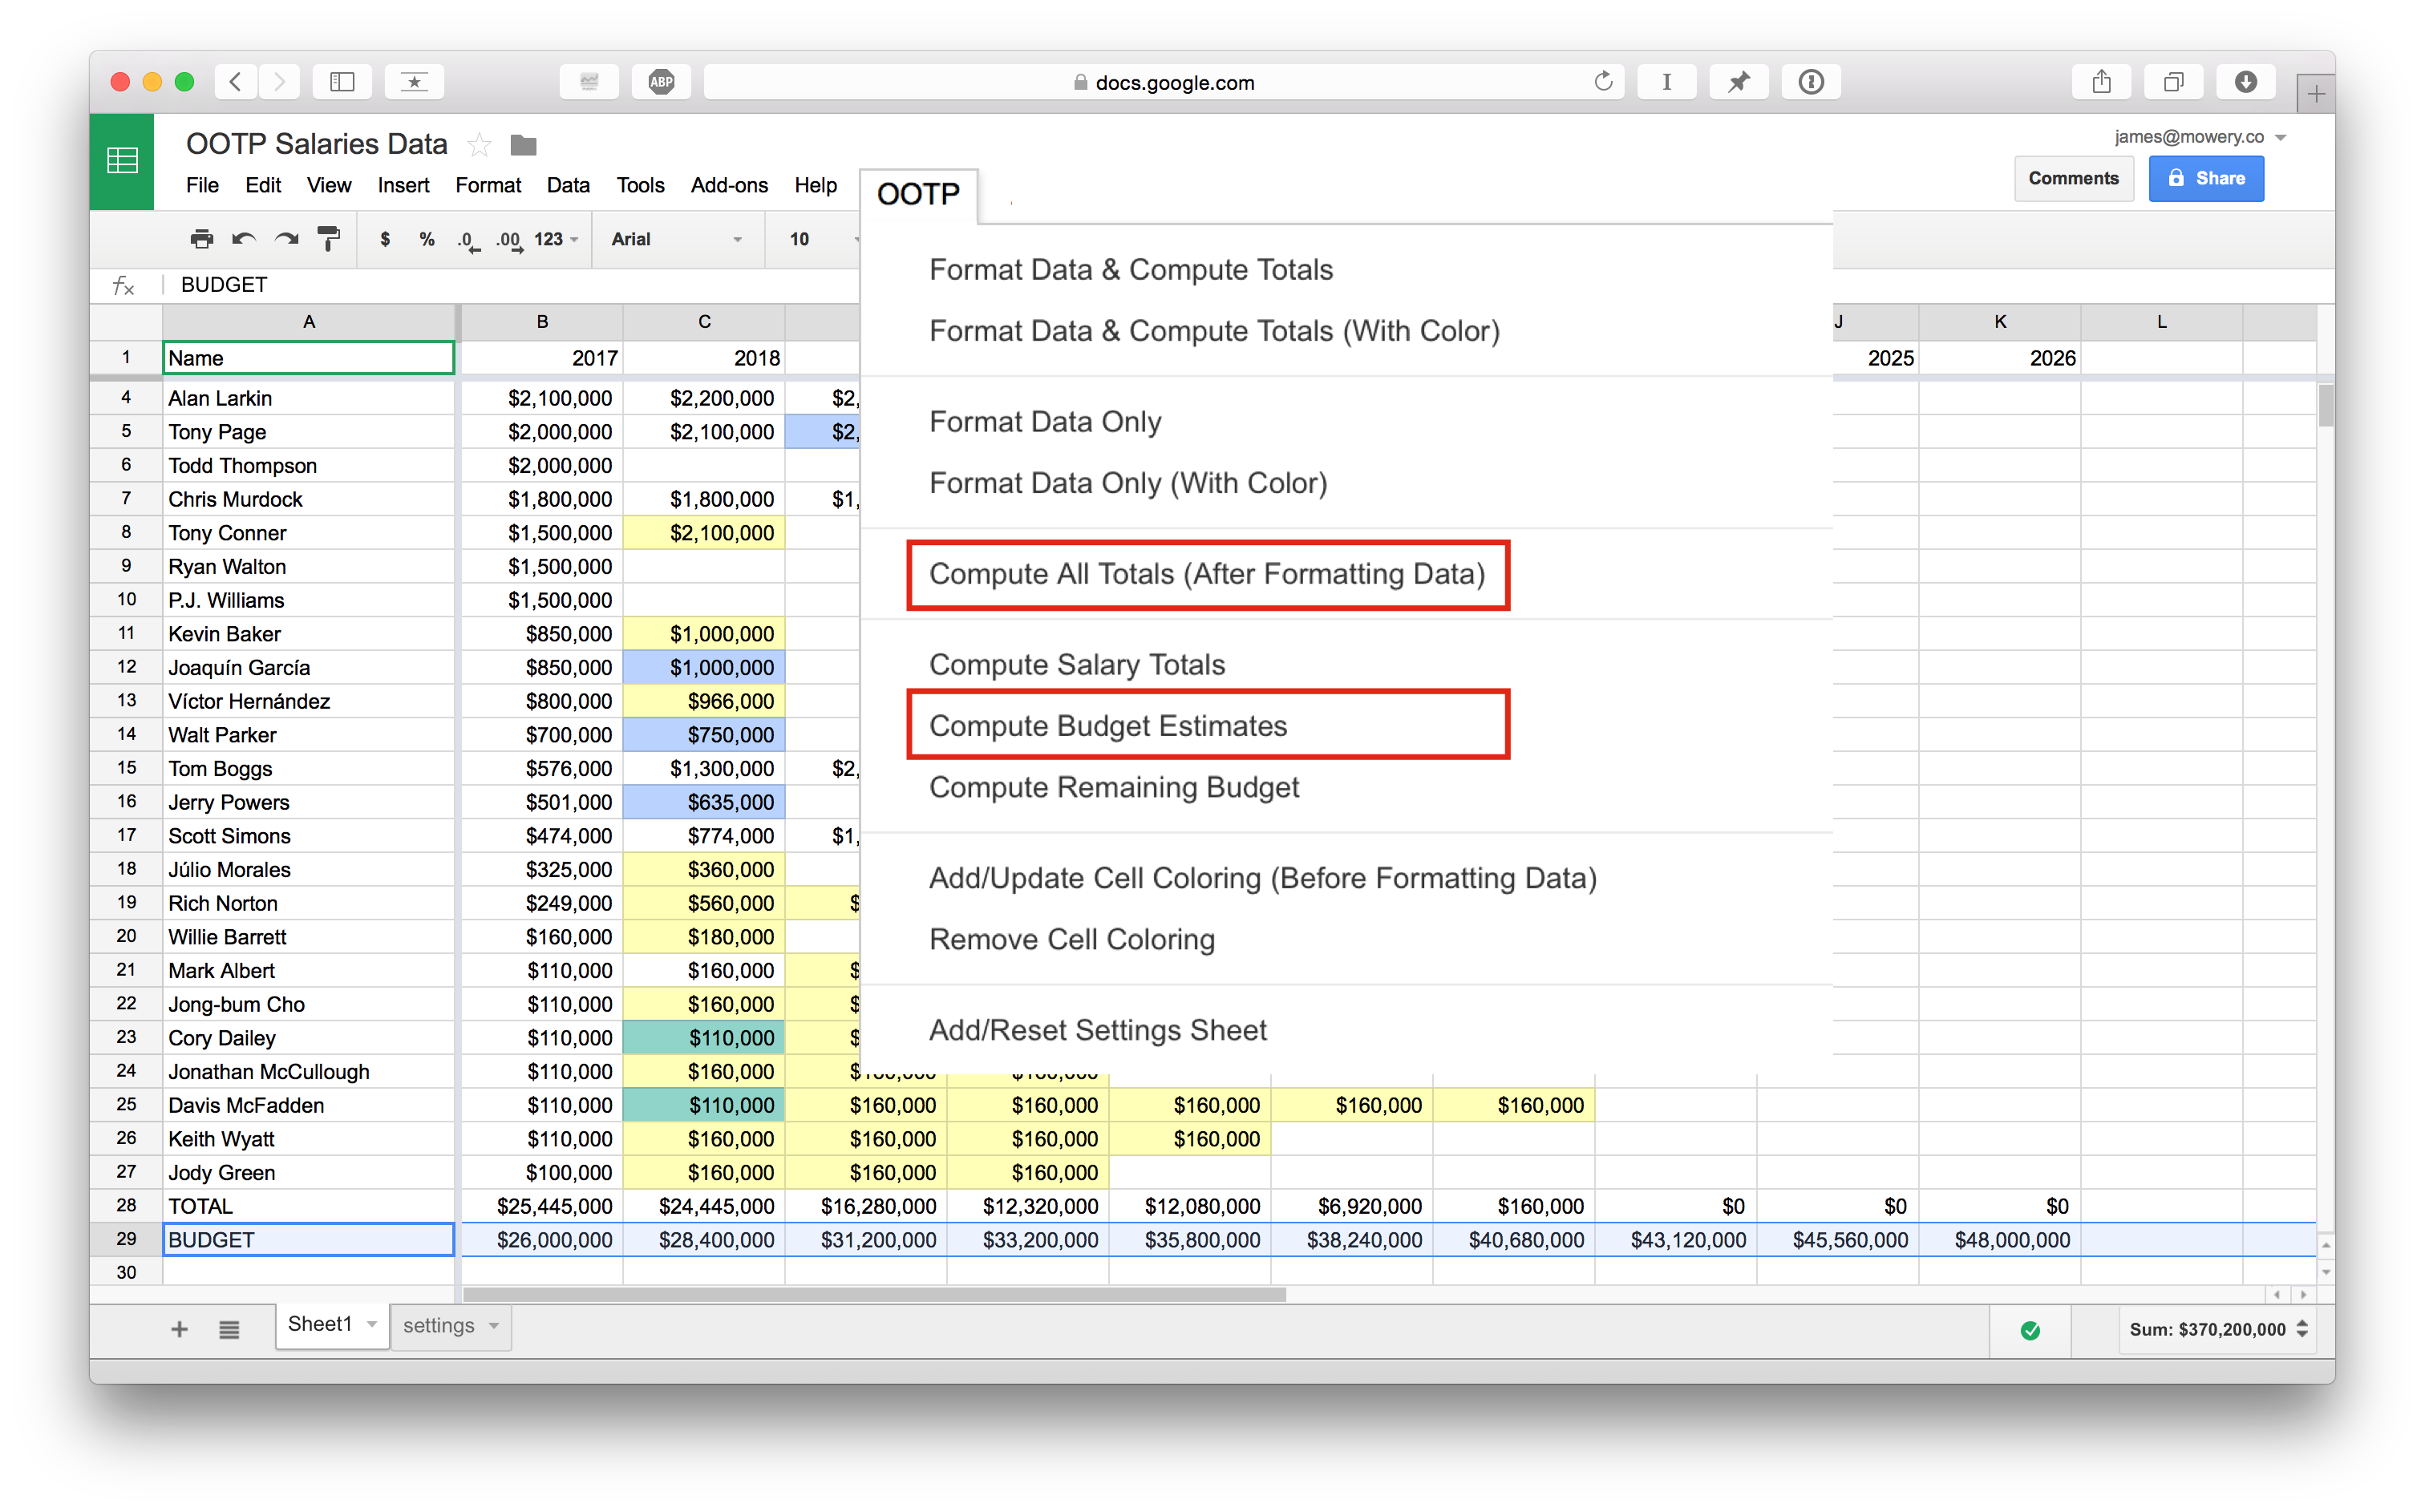 ABP
docs.google.com
OOTP Salaries Data
james@mowery.co
File Edit View Insert Format Data Tools Add-ons Help OOTP
Comments Share
$ % .0 .00 123 Arial 10
fx BUDGET
Format Data & Compute Totals
Format Data & Compute Totals (With Color)
Format Data Only
Format Data Only (With Color)
Compute All Totals (After Formatting Data)
Compute Salary Totals
Compute Budget Estimates
Compute Remaining Budget
Add/Update Cell Coloring (Before Formatting Data)
Remove Cell Coloring
Add/Reset Settings Sheet
A B C J K L
1 Name 2017 2018 2025 2026
4 Alan Larkin $2,100,000 $2,200,000 $2,
5 Tony Page $2,000,000 $2,100,000 $2,
6 Todd Thompson $2,000,000
7 Chris Murdock $1,800,000 $1,800,000 $1,
8 Tony Conner $1,500,000 $2,100,000
9 Ryan Walton $1,500,000
10 P.J. Williams $1,500,000
11 Kevin Baker $850,000 $1,000,000
12 Joaquín García $850,000 $1,000,000
13 Víctor Hernández $800,000 $966,000
14 Walt Parker $700,000 $750,000
15 Tom Boggs $576,000 $1,300,000 $2,
16 Jerry Powers $501,000 $635,000
17 Scott Simons $474,000 $774,000 $1,
18 Júlio Morales $325,000 $360,000
19 Rich Norton $249,000 $560,000 $
20 Willie Barrett $160,000 $180,000
21 Mark Albert $110,000 $160,000 $
22 Jong-bum Cho $110,000 $160,000 $
23 Cory Dailey $110,000 $110,000 $
24 Jonathan McCullough $110,000 $160,000
25 Davis McFadden $110,000 $110,000 $160,000 $160,000 $160,000 $160,000 $160,000
26 Keith Wyatt $110,000 $160,000 $160,000 $160,000 $160,000
27 Jody Green $100,000 $160,000 $160,000 $160,000
28 TOTAL $25,445,000 $24,445,000 $16,280,000 $12,320,000 $12,080,000 $6,920,000 $160,000 $0 $0 $0
29 BUDGET $26,000,000 $28,400,000 $31,200,000 $33,200,000 $35,800,000 $38,240,000 $40,680,000 $43,120,000 $45,560,000 $48,000,000
30
Sheet1 settings Sum: $370,200,000